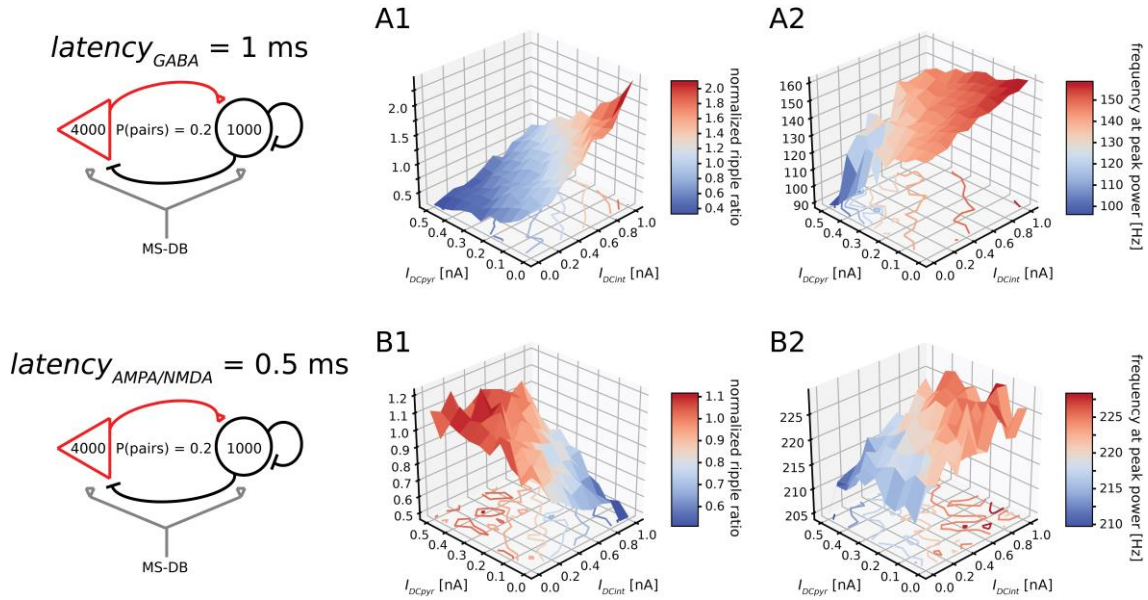 latency_GABA = 1 ms
4000 P(pairs) = 0.2 1000
MS-DB
A1
2.0
1.5
1.0
0.5
0.5 0.4 0.3 0.2 0.1 0.0
I_DCpyr [nA]
0.0 0.2 0.4 0.6 0.8 1.0
I_DCint [nA]
2.0
1.8
1.6
1.4
1.2
1.0
0.8
0.6
0.4
normalized ripple ratio
A2
160
150
140
130
120
110
100
90
0.5 0.4 0.3 0.2 0.1 0.0
I_DCpyr [nA]
0.0 0.2 0.4 0.6 0.8 1.0
I_DCint [nA]
150
140
130
120
110
100
frequency at peak power [Hz]
latency_AMPA/NMDA = 0.5 ms
4000 P(pairs) = 0.2 1000
MS-DB
B1
1.2
1.1
1.0
0.9
0.8
0.7
0.6
0.5
0.5 0.4 0.3 0.2 0.1 0.0
I_DCpyr [nA]
0.0 0.2 0.4 0.6 0.8 1.0
I_DCint [nA]
1.1
1.0
0.9
0.8
0.7
0.6
normalized ripple ratio
B2
225
220
215
210
205
0.5 0.4 0.3 0.2 0.1 0.0
I_DCpyr [nA]
0.0 0.2 0.4 0.6 0.8 1.0
I_DCint [nA]
225
222
220
217
215
212
210
frequency at peak power [Hz]